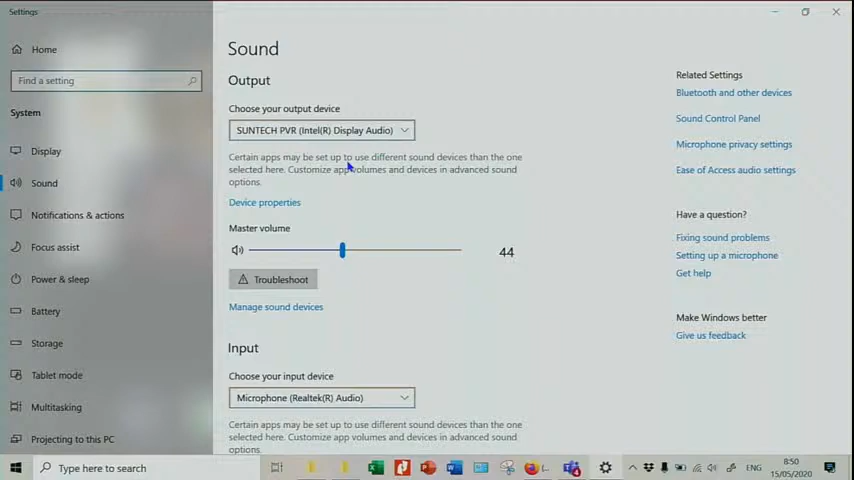 Settings
Home
Find a setting
System
Display
Sound
Notifications & actions
Focus assist
Power & sleep
Battery
Storage
Tablet mode
Multitasking
Projecting to this PC
Sound
Output
Choose your output device
SUNTECH PVR (Intel(R) Display Audio)
Certain apps may be set up to use different sound devices than the
one selected here. Customize app volumes and devices in advanced sound
options.
Device properties
Master volume
44
Troubleshoot
Manage sound devices
Input
Choose your input device
Microphone (Realtek(R) Audio)
Certain apps may be set up to use different sound devices than the one
selected here. Customize app volumes and devices in advanced sound
options.
Related Settings
Bluetooth and other devices
Sound Control Panel
Microphone privacy settings
Ease of Access audio settings
Have a question?
Fixing sound problems
Setting up a microphone
Get help
Make Windows better
Give us feedback
Type here to search
ENG
8:50
15/05/2020